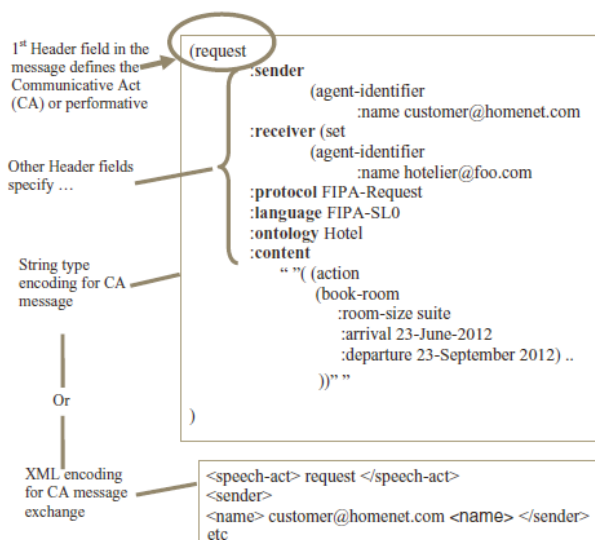 1st Header field in the
message defines the
Communicative Act
(CA) or performative
(request
:sender
(agent-identifier
:name customer@homenet.com
:receiver (set
(agent-identifier
:name hotelier@foo.com
:protocol FIPA-Request
:language FIPA-SL0
:ontology Hotel
:content
“ ”( (action
(book-room
:room-size suite
:arrival 23-June-2012
:departure 23-September 2012) ..
))” ”
)
Other Header fields
specify …
String type
encoding for CA
message
Or
XML encoding
for CA message
exchange
<speech-act> request </speech-act>
<sender>
<name> customer@homenet.com <name> </sender>
etc